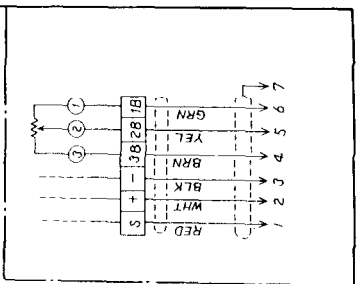 1 1B GRN 6 7
2 2B YEL 5
3 3B BRN 4
- BLK 3
+ WHT 2
S RED 1